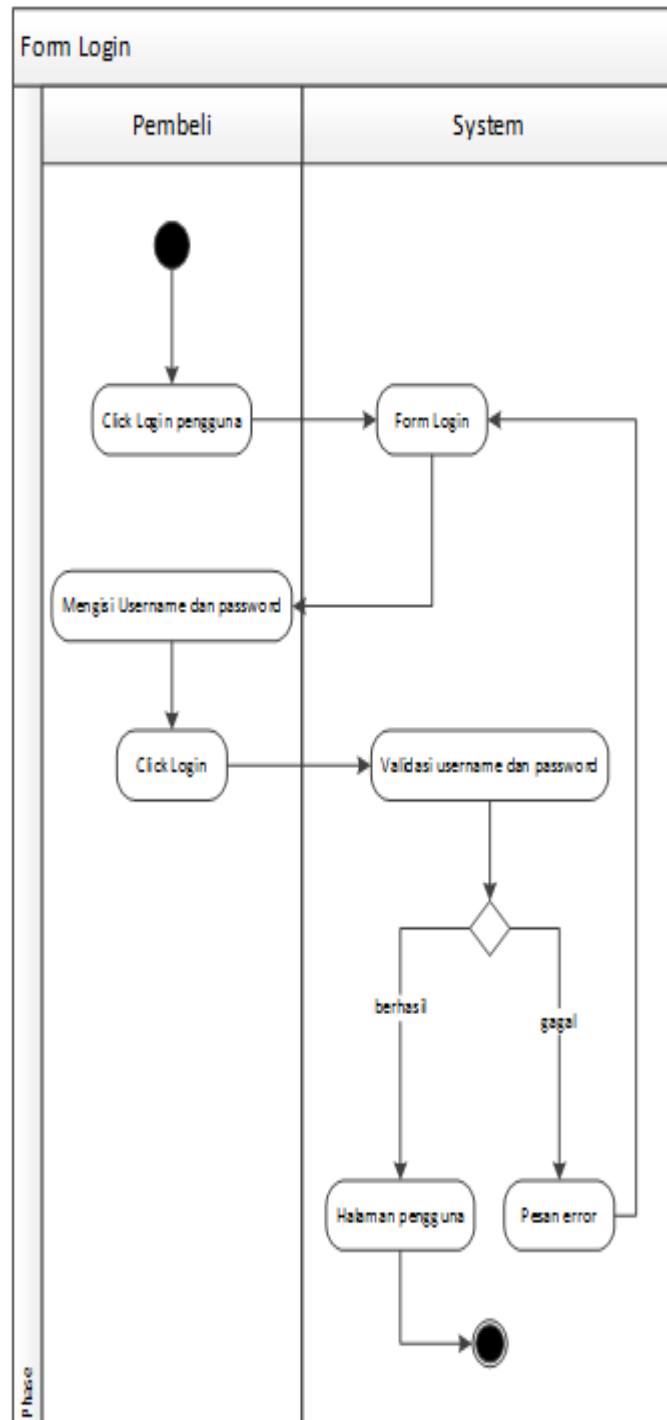 Form Login
Pembeli
System
Click Login pengguna
Form Login
Mengisi Username dan password
Click Login
Validasi username dan password
berhasil
gagal
Halaman pengguna
Pesan error
Phase